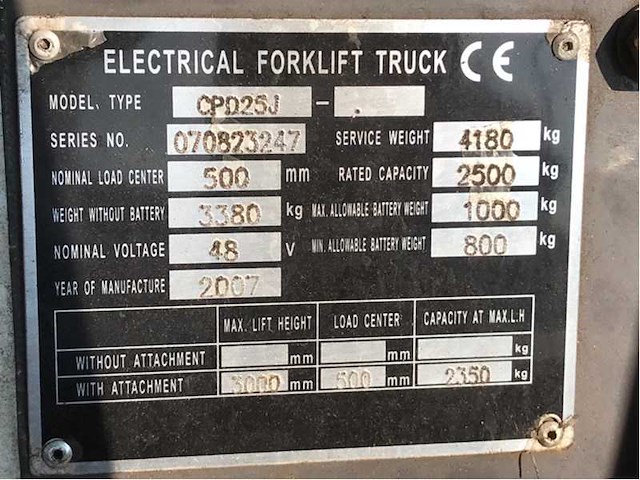 ELECTRICAL FORKLIFT TRUCK CE
MODEL. TYPE CPD25J -
SERIES NO. 070823247 SERVICE WEIGHT 4180 kg
NOMINAL LOAD CENTER 500 mm RATED CAPACITY 2500 kg
WEIGHT WITHOUT BATTERY 3380 kg MAX. ALLOWABLE BATTERY WEIGHT 1000 kg
NOMINAL VOLTAGE 48 V MIN. ALLOWABLE BATTERY WEIGHT 800 kg
YEAR OF MANUFACTURE 2007
MAX. LIFT HEIGHT LOAD CENTER CAPACITY AT MAX.L.H
WITHOUT ATTACHMENT mm mm kg
WITH ATTACHMENT 3000 mm 500 mm 2350 kg